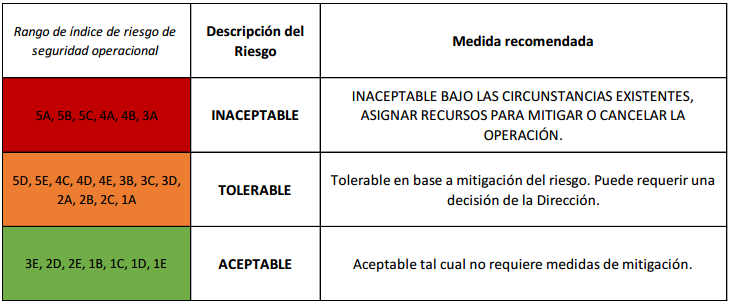 Rango de índice de riesgo de
seguridad operacional
Descripción del
Riesgo
Medida recomendada
5A, 5B, 5C, 4A, 4B, 3A
INACEPTABLE
INACEPTABLE BAJO LAS CIRCUNSTANCIAS EXISTENTES,
ASIGNAR RECURSOS PARA MITIGAR O CANCELAR LA
OPERACIÓN.
5D, 5E, 4C, 4D, 4E, 3B, 3C, 3D,
2A, 2B, 2C, 1A
TOLERABLE
Tolerable en base a mitigación del riesgo. Puede requerir una
decisión de la Dirección.
3E, 2D, 2E, 1B, 1C, 1D, 1E
ACEPTABLE
Aceptable tal cual no requiere medidas de mitigación.